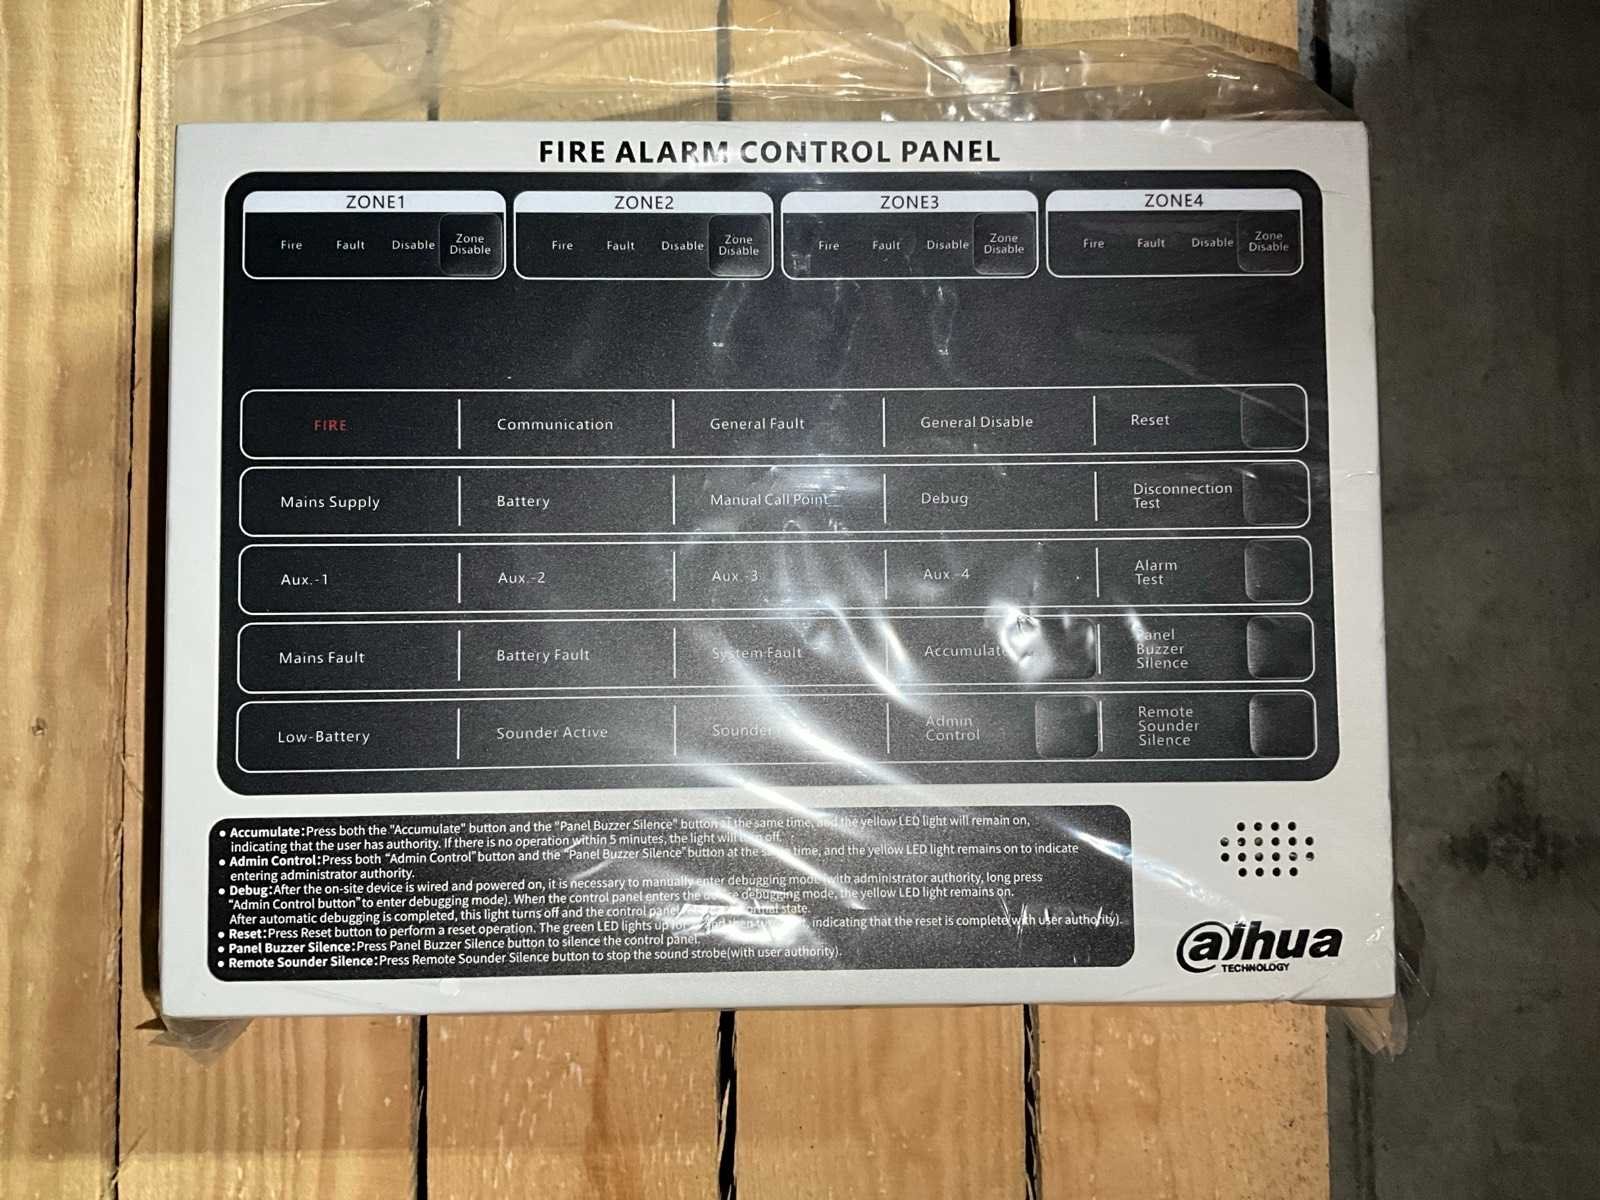 FIRE ALARM CONTROL PANEL
ZONE1
Fire Fault Disable Zone
Disable
ZONE2
Fire Fault Disable Zone
Disable
ZONE3
Fire Fault Disable Zone
Disable
ZONE4
Fire Fault Disable Zone
Disable
FIRE Communication General Fault General Disable Reset
Mains Supply Battery Manual Call Point Debug Disconnection
Test
Aux.-1 Aux.-2 Aux.-3 Aux.-4 Alarm
Test
Mains Fault Battery Fault System Fault Accumulate Panel
Buzzer
Silence
Low-Battery Sounder Active Sounder Admin
Control
Remote
Sounder
Silence
● Accumulate:Press both the "Accumulate" button and the "Panel Buzzer Silence" button at the same time, and the yellow LED light will remain on,
indicating that the user has authority. If there is no operation within 5 minutes, the light will turn off.
● Admin Control:Press both "Admin Control"button and the "Panel Buzzer Silence"button at the same time, and the yellow LED light remains on to indicate
entering administrator authority.
● Debug:After the on-site device is wired and powered on, it is necessary to manually enter debugging mode(with administrator authority, long press
"Admin Control button"to enter debugging mode). When the control panel enters the device debugging mode, the yellow LED light remains on.
After automatic debugging is completed, this light turns off and the control panel normal state.
● Reset:Press Reset button to perform a reset operation. The green LED lights up for and then indicating that the reset is complete(with user authority).
● Panel Buzzer Silence:Press Panel Buzzer Silence button to silence the control panel.
● Remote Sounder Silence:Press Remote Sounder Silence button to stop the sound strobe(with user authority).
alhua
TECHNOLOGY